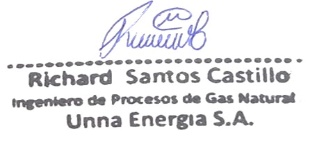 Richard Santos Castillo
Ingeniero de Procesos de Gas Natural
Unna Energia S.A.